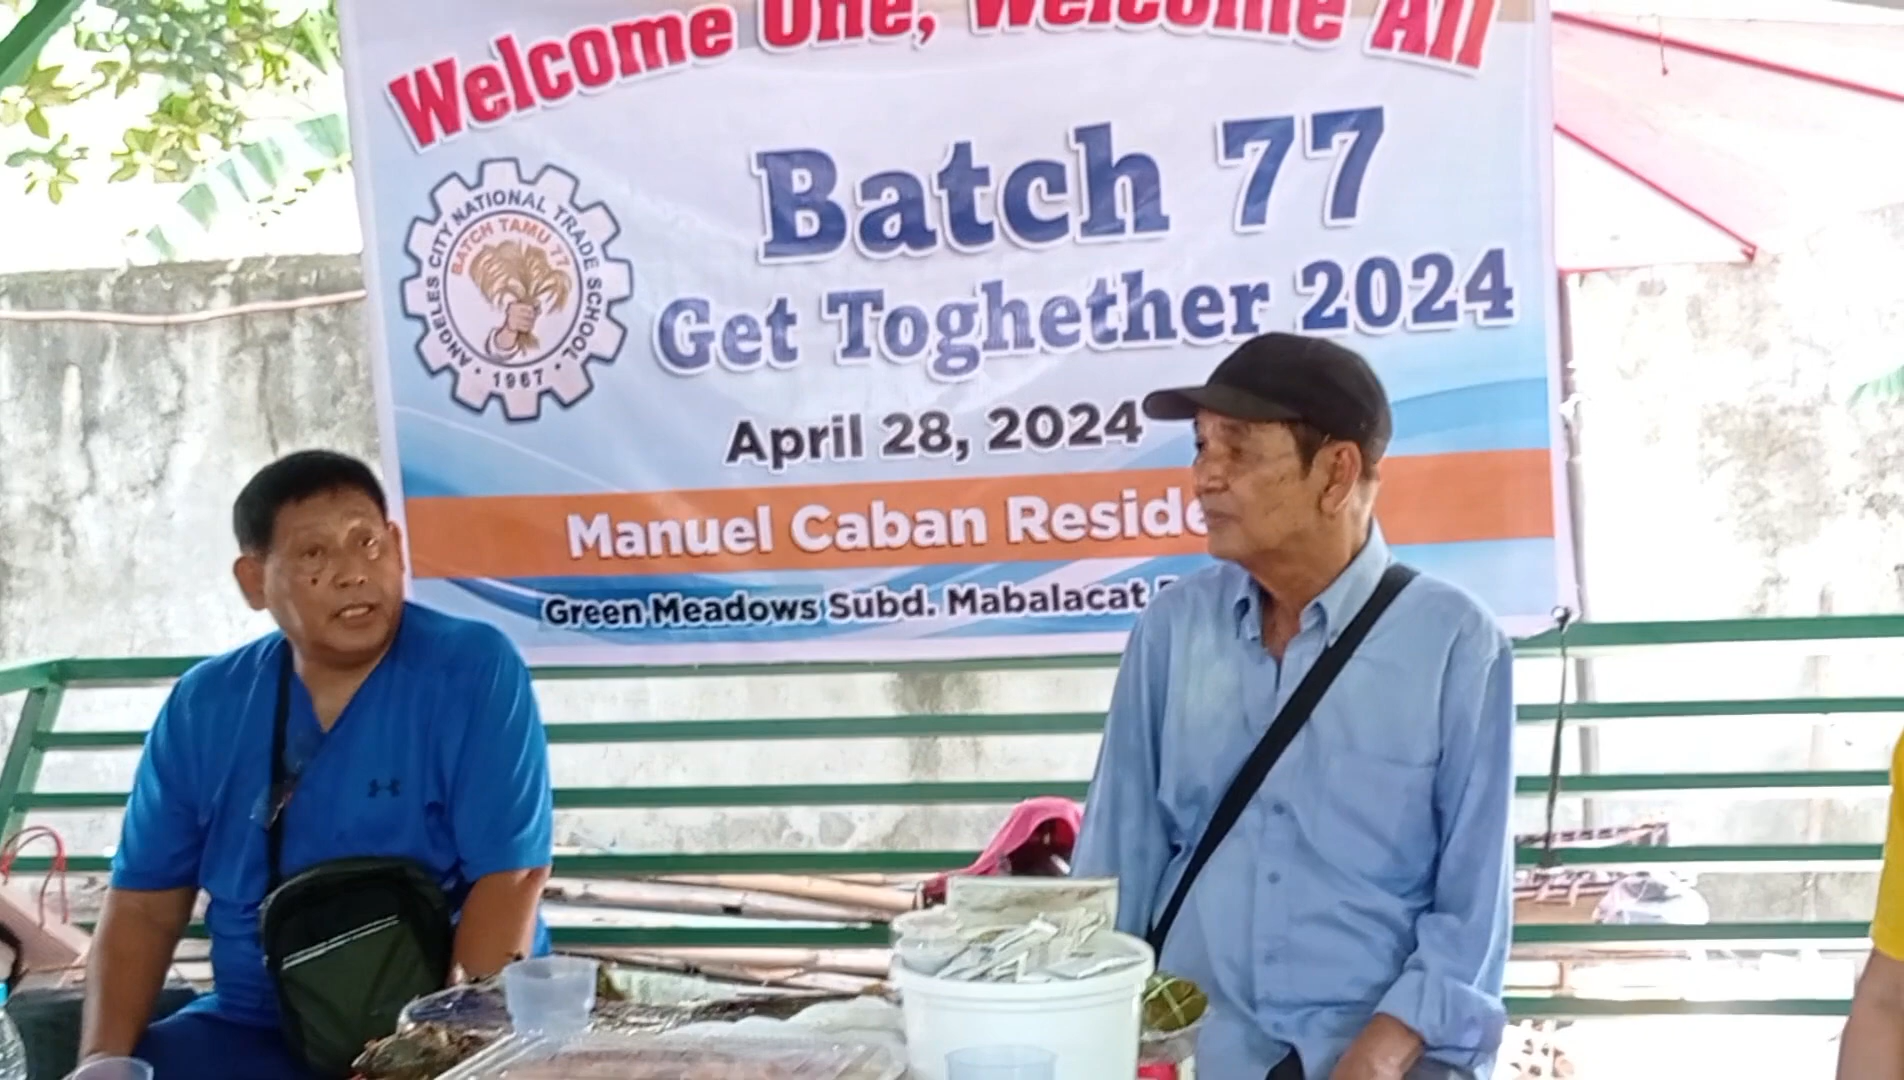 Welcome One, Welcome All
Batch 77
Get Toghether 2024
April 28, 2024
Manuel Caban
Green Meadows Subd. Mabalacat
ANGELES CITY NATIONAL TRADE SCHOOL
BATCH TAMU 77
1967